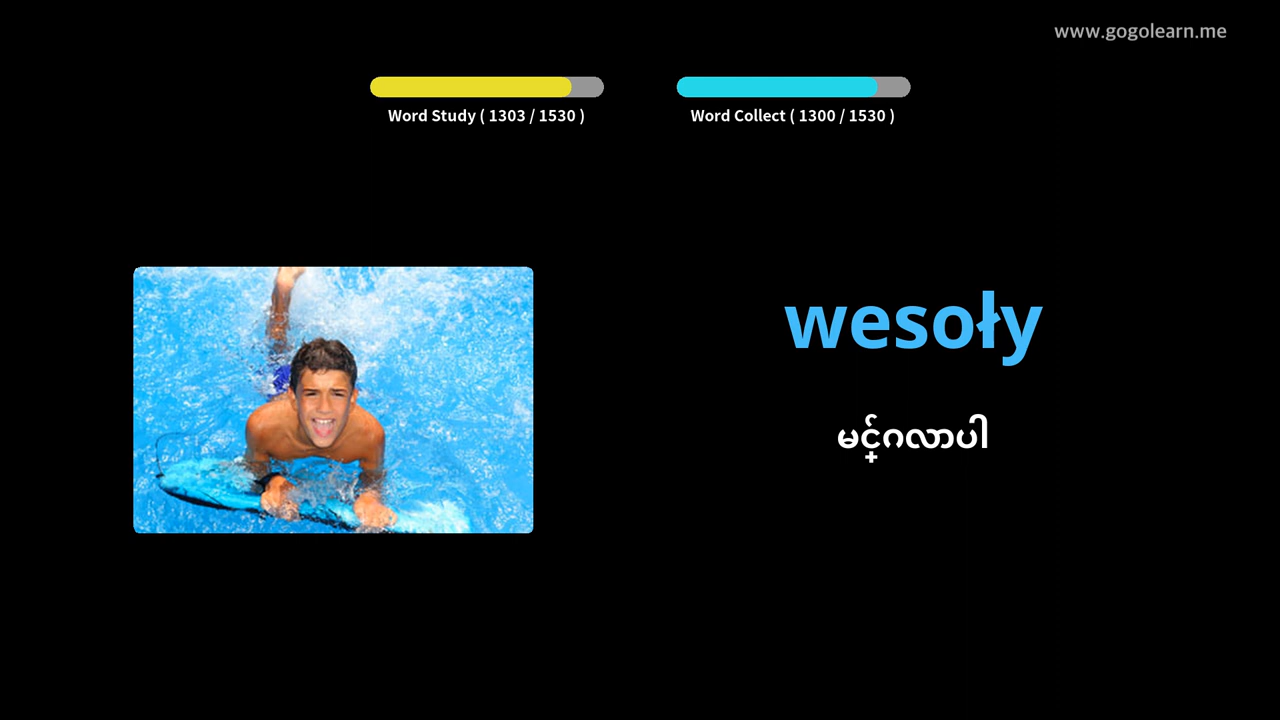 www.gogolearn.me
Word Study ( 1303 / 1530 )
Word Collect ( 1300 / 1530 )
wesoły
မင်္ဂလာပါ